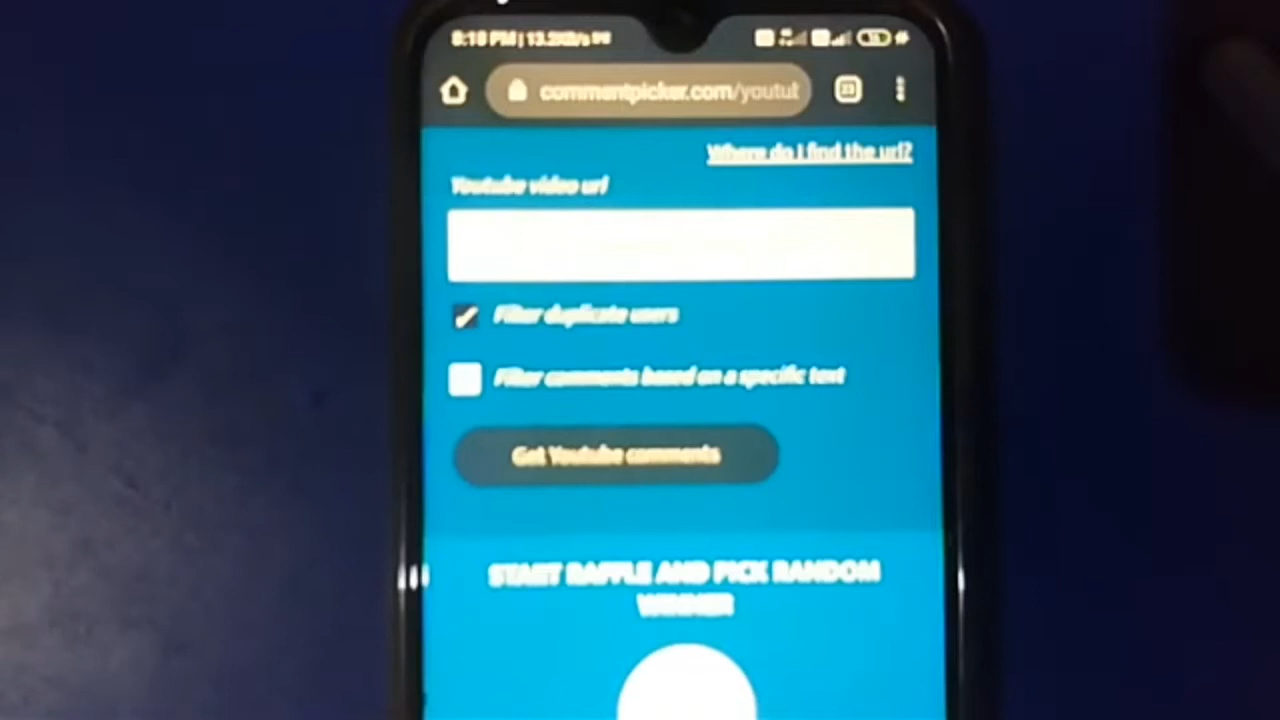 8:18 PM | 13.2KB/s
commentpicker.com/youtut
Where do I find the url?
Youtube video url
Filter duplicate users
Filter comments based on a specific text
Get Youtube comments
START RAFFLE AND PICK RANDOM
WINNER